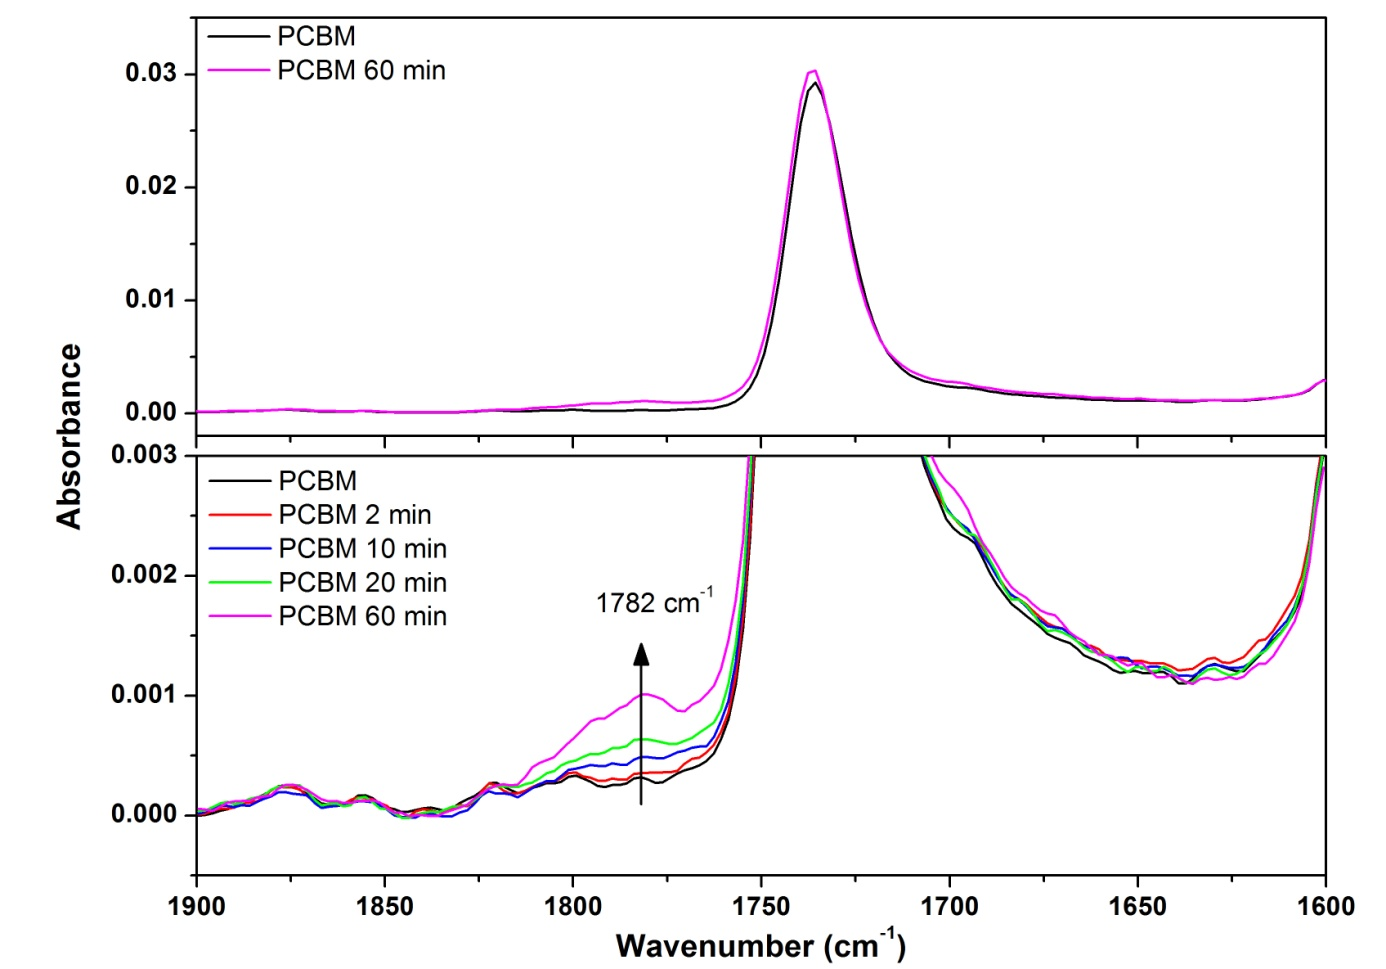 PCBM
PCBM 60 min
0.03
0.02
0.01
0.00
Absorbance
0.003
0.002
0.001
0.000
PCBM
PCBM 2 min
PCBM 10 min
PCBM 20 min
PCBM 60 min
1782 cm⁻¹
1900 1850 1800 1750 1700 1650 1600
Wavenumber (cm⁻¹)